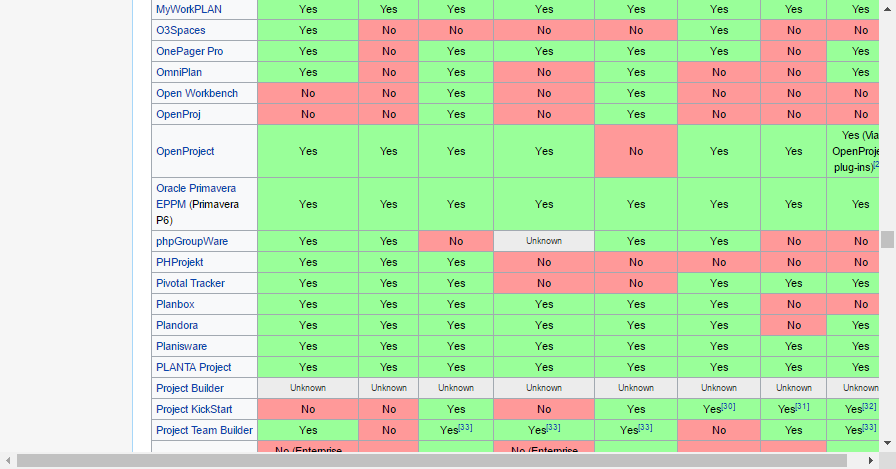 MyWorkPLAN Yes Yes Yes Yes Yes Yes Yes Yes
O3Spaces Yes No No No No Yes No No
OnePager Pro Yes No Yes Yes Yes Yes No Yes
OmniPlan Yes No Yes No Yes No No Yes
Open Workbench No No Yes No Yes No No No
OpenProj No No Yes No Yes No No No
OpenProject Yes Yes Yes Yes No Yes Yes Yes (Via
OpenProje
plug-ins)[2
Oracle Primavera
EPPM (Primavera
P6) Yes Yes Yes Yes Yes Yes Yes Yes
phpGroupWare Yes Yes No Unknown Yes Yes No No
PHProjekt Yes Yes Yes No No No No No
Pivotal Tracker Yes Yes Yes No No Yes Yes Yes
Planbox Yes Yes Yes Yes Yes Yes No No
Plandora Yes Yes Yes Yes Yes Yes No Yes
Planisware Yes Yes Yes Yes Yes Yes Yes Yes
PLANTA Project Yes Yes Yes Yes Yes Yes Yes Yes
Project Builder Unknown Unknown Unknown Unknown Unknown Unknown Unknown Unknown
Project KickStart No No Yes No Yes Yes[30] Yes[31] Yes[32]
Project Team Builder Yes No Yes[33] Yes[33] Yes[33] No Yes Yes[33]
No (Enterprise No (Enterprise